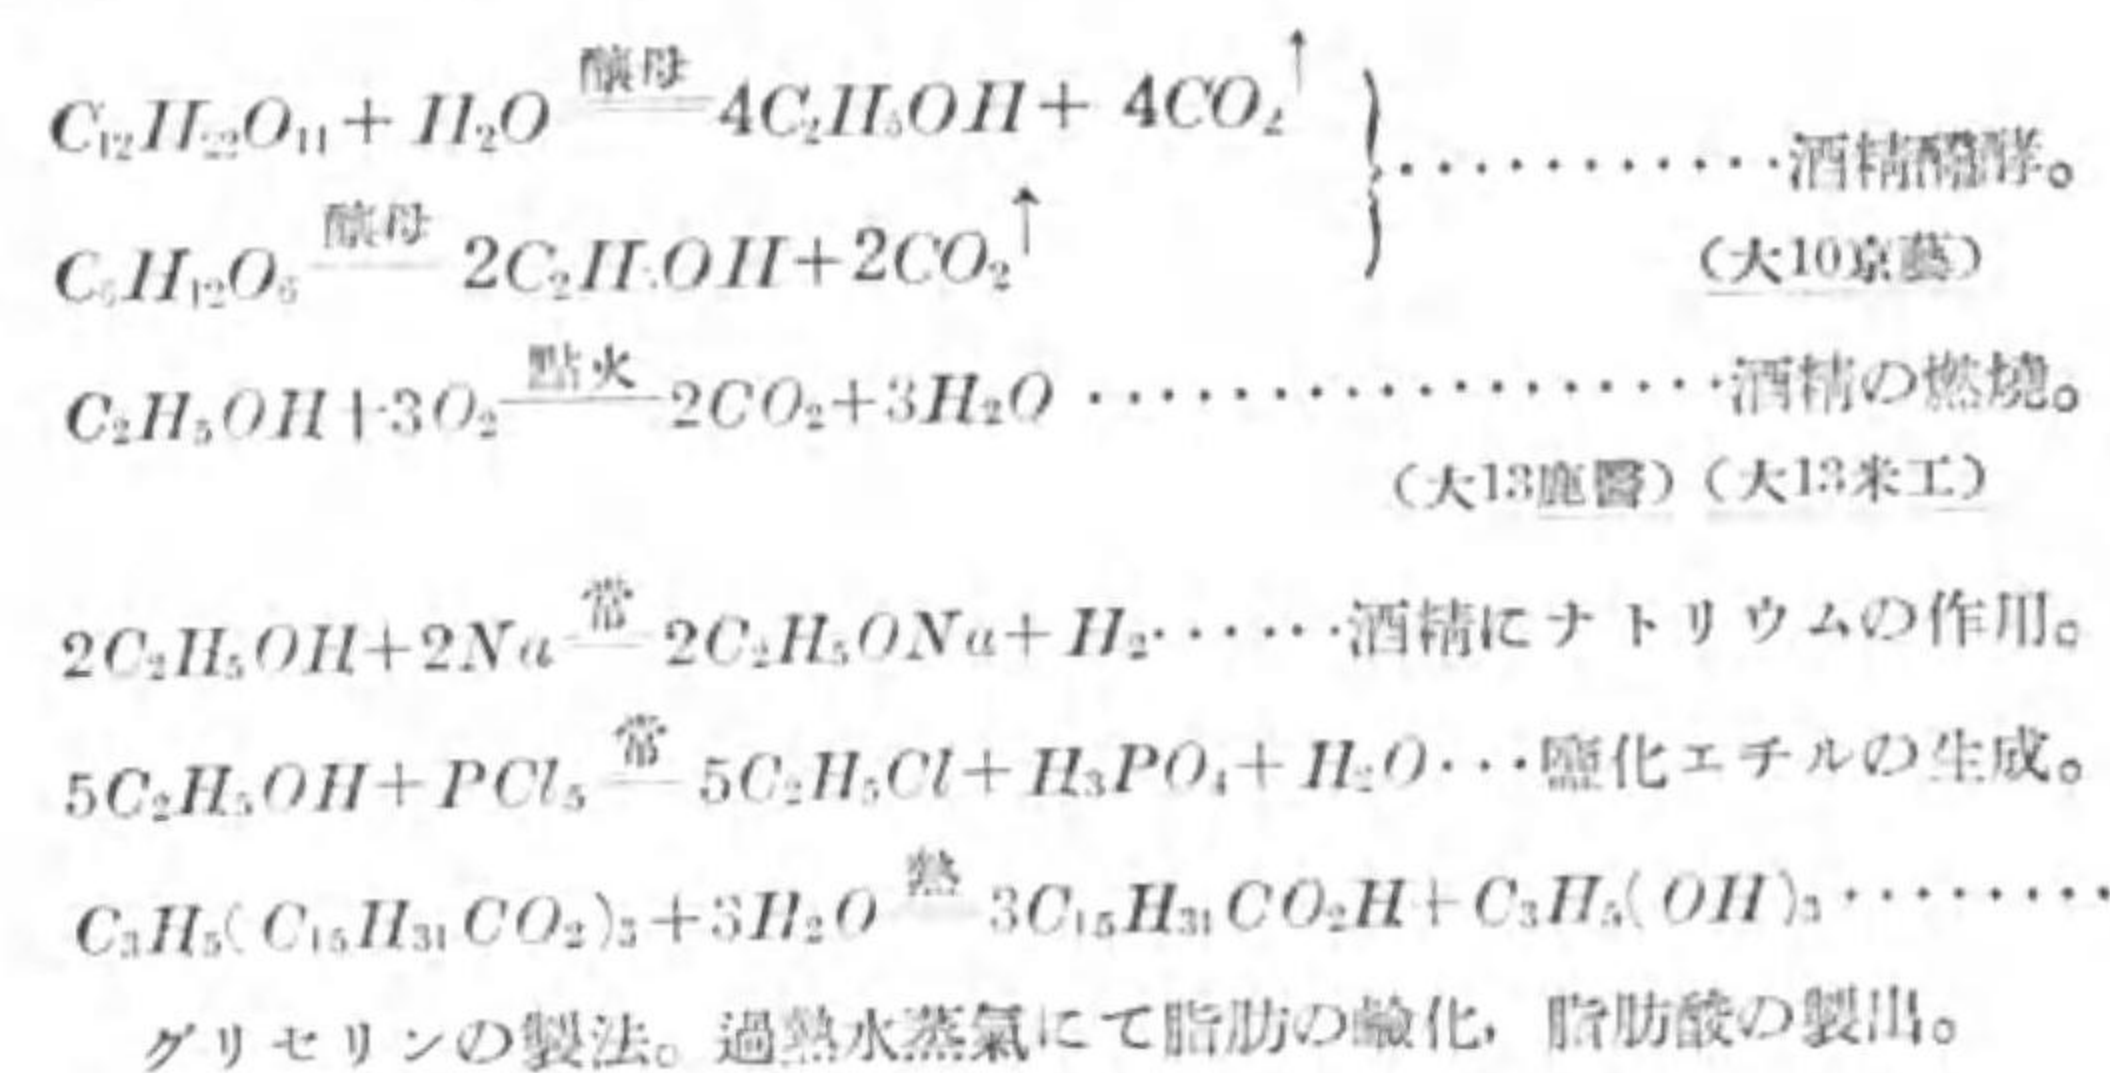 C₁₂H₂₂O₁₁ + H₂O 釀母= 4C₂H₅OH + 4CO₂↑
C₆H₁₂O₆ 釀母= 2C₂H₅OH+2CO₂↑ } ············酒精醱酵。
(大10京藝)
C₂H₅OH+3O₂ 點火= 2CO₂+3H₂O ··················酒精の燃燒。
(大13鹿醫) (大13米工)
2C₂H₅OH+2Na 常= 2C₂H₅ONa+H₂······酒精にナトリウムの作用。
5C₂H₅OH+PCl₅ 常= 5C₂H₅Cl+H₃PO₄+H₂O···鹽化エチルの生成。
C₃H₅(C₁₅H₃₁CO₂)₃+3H₂O 熱= 3C₁₅H₃₁CO₂H+C₃H₅(OH)₃········
グリセリンの製法。過熱水蒸氣にて脂肪の鹼化，脂肪酸の製出。